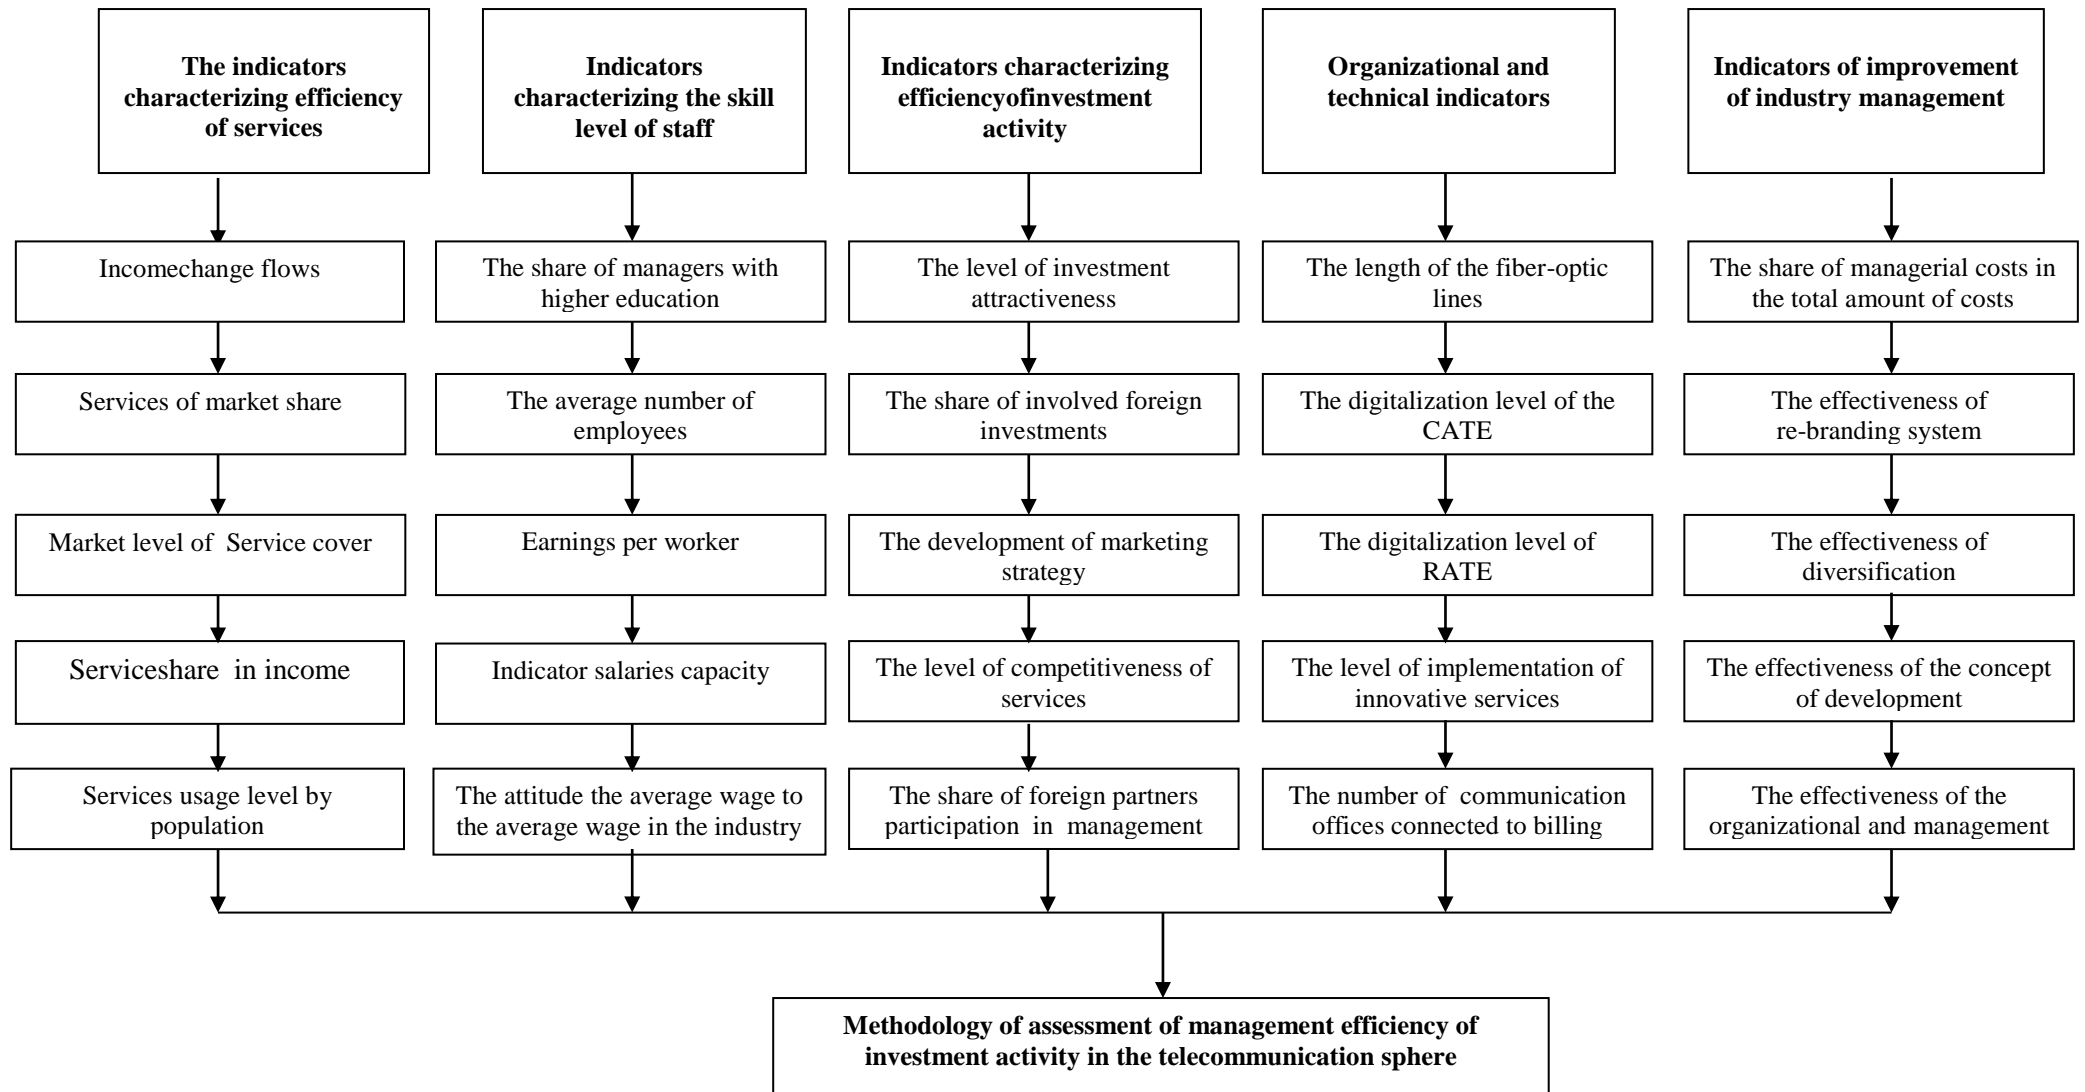 The indicators
characterizing efficiency
of services
Indicators
characterizing the skill
level of staff
Indicators characterizing
efficiencyofinvestment
activity
Organizational and
technical indicators
Indicators of improvement
of industry management
Incomechange flows
The share of managers with
higher education
The level of investment
attractiveness
The length of the fiber-optic
lines
The share of managerial costs in
the total amount of costs
Services of market share
The average number of
employees
The share of involved foreign
investments
The digitalization level of the
CATE
The effectiveness of
re-branding system
Market level of  Service cover
Earnings per worker
The development of marketing
strategy
The digitalization level of
RATE
The effectiveness of
diversification
Serviceshare  in income
Indicator salaries capacity
The level of competitiveness of
services
The level of implementation of
innovative services
The effectiveness of the concept
of development
Services usage level by
population
The attitude the average wage to
the average wage in the industry
The share of foreign partners
participation  in  management
The number of  communication
offices connected to billing
The effectiveness of the
organizational and management
Methodology of assessment of management efficiency of
investment activity in the telecommunication sphere